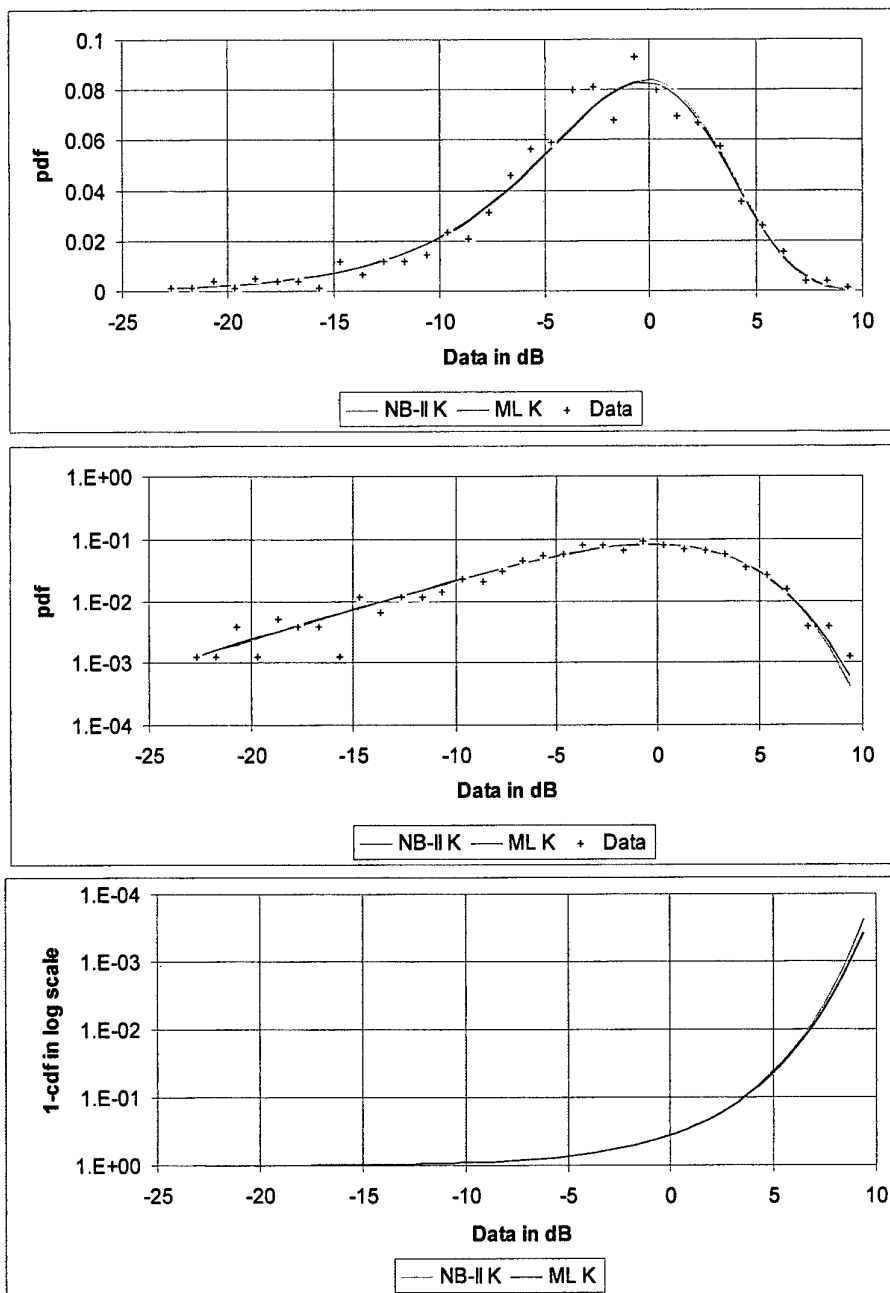 0.1
0.08
0.06
0.04
0.02
0
pdf
-25 -20 -15 -10 -5 0 5 10
Data in dB
NB-II K ML K + Data
1.E+00
1.E-01
1.E-02
1.E-03
1.E-04
pdf
-25 -20 -15 -10 -5 0 5 10
Data in dB
NB-II K ML K + Data
1.E-04
1.E-03
1.E-02
1.E-01
1.E+00
1-cdf in log scale
-25 -20 -15 -10 -5 0 5 10
Data in dB
NB-II K ML K